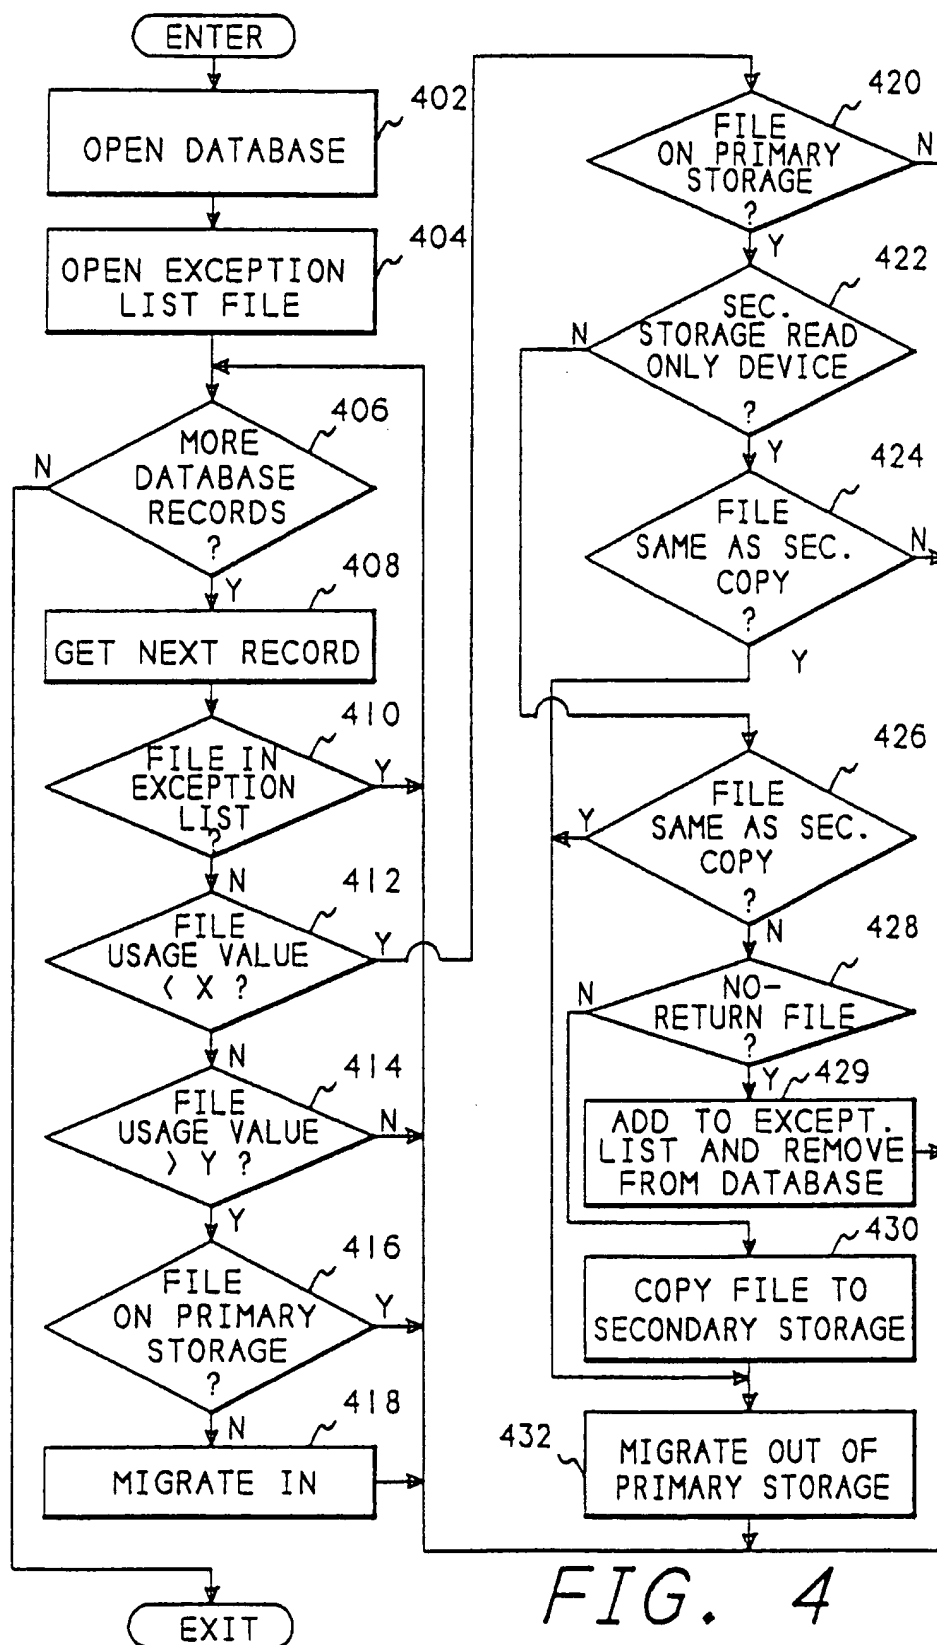 ENTER
402
OPEN DATABASE
404
OPEN EXCEPTION
LIST FILE
406
MORE
DATABASE
RECORDS
?
N
Y
408
GET NEXT RECORD
410
FILE IN
EXCEPTION
LIST
?
Y
N
412
FILE
USAGE VALUE
< X ?
Y
N
414
FILE
USAGE VALUE
> Y ?
N
Y
416
FILE
ON PRIMARY
STORAGE
?
Y
N
418
MIGRATE IN
EXIT
420
FILE
ON PRIMARY
STORAGE
?
N
Y
422
SEC.
STORAGE READ
ONLY DEVICE
?
N
Y
424
FILE
SAME AS SEC.
COPY
?
N
Y
426
FILE
SAME AS SEC.
COPY
?
Y
N
428
NO-
RETURN FILE
?
N
Y
429
ADD TO EXCEPT.
LIST AND REMOVE
FROM DATABASE
430
COPY FILE TO
SECONDARY STORAGE
432
MIGRATE OUT OF
PRIMARY STORAGE
FIG. 4